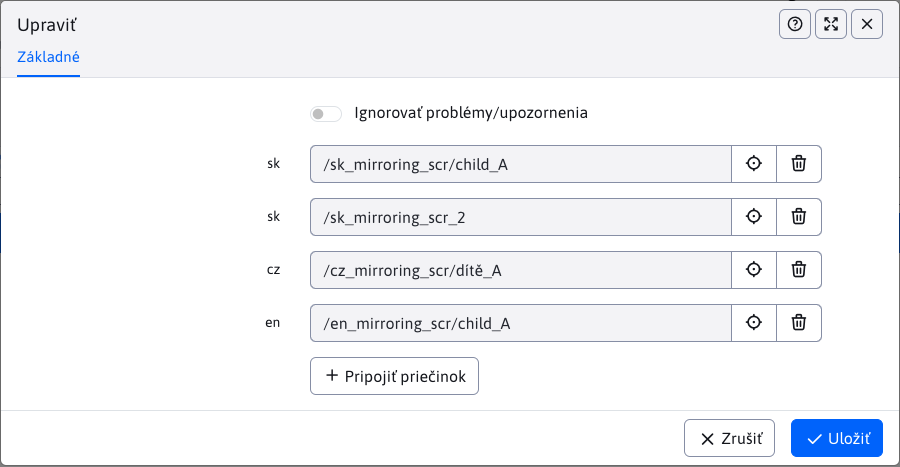 Upraviť
Základné
Ignorovať problémy/upozornenia
sk /sk_mirroring_scr/child_A
sk /sk_mirroring_scr_2
cz /cz_mirroring_scr/dítě_A
en /en_mirroring_scr/child_A
Pripojiť priečinok
Zrušiť Uložiť